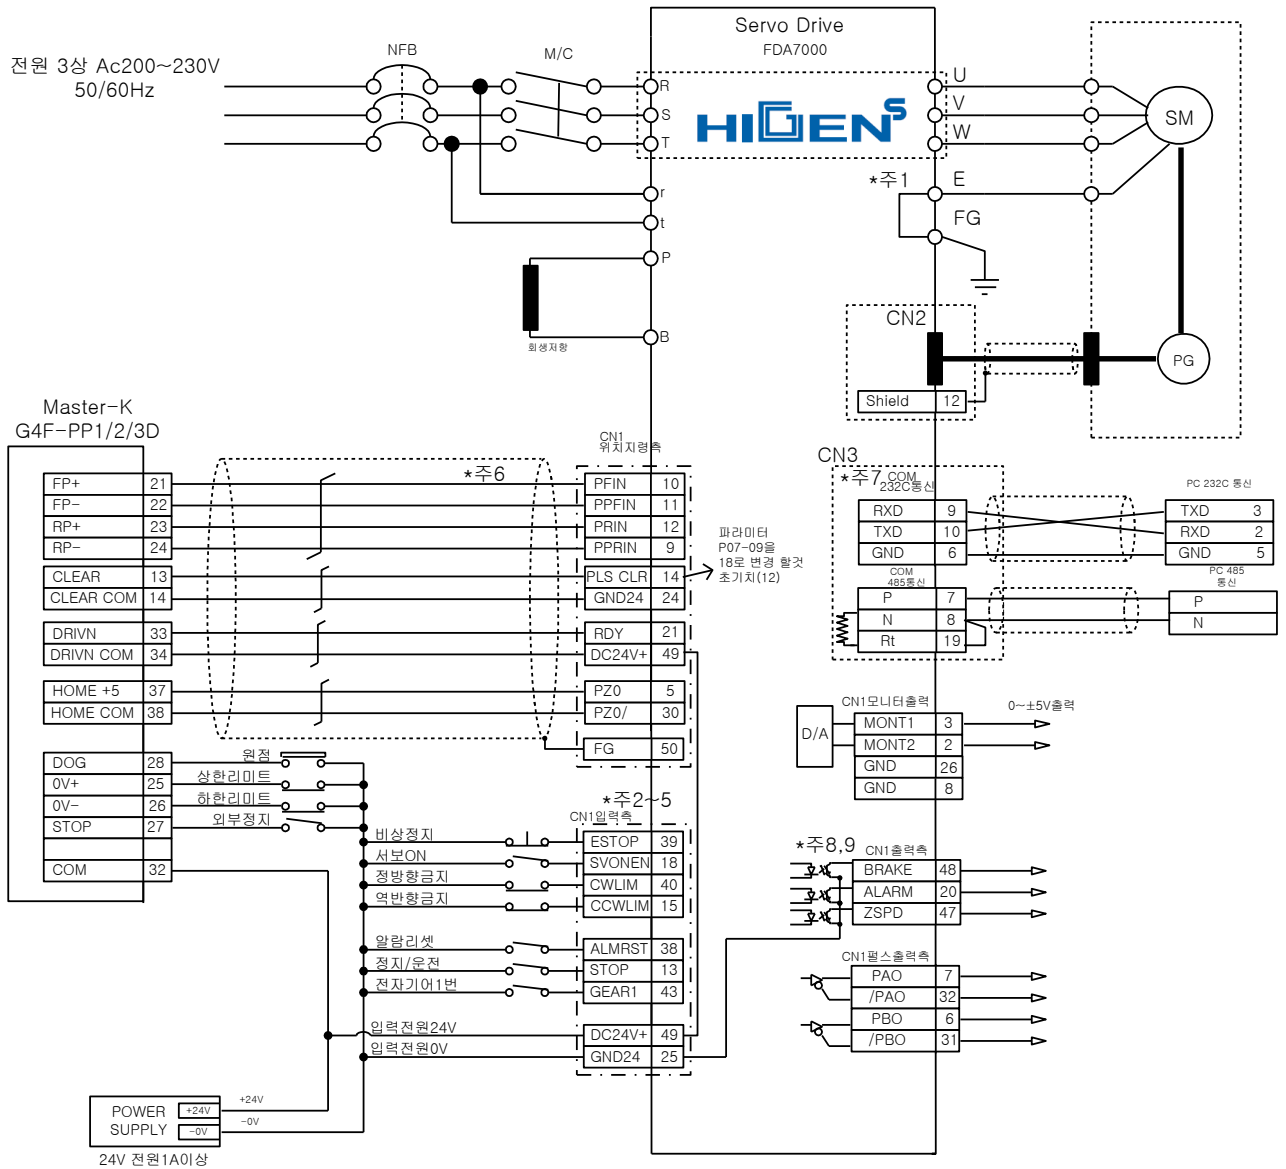 Servo Drive
FDA7000
전원 3상 Ac200~230V
50/60Hz
NFB
M/C
R
S
T
r
t
P
B
HIGEN S
U
V
W
*주1
E
FG
SM
PG
회생저항
CN2
Shield 12
Master-K
G4F-PP1/2/3D
FP+ 21
FP- 22
RP+ 23
RP- 24
CLEAR 13
CLEAR COM 14
DRIVN 33
DRIVN COM 34
HOME +5 37
HOME COM 38
DOG 28
0V+ 25
0V- 26
STOP 27
COM 32
*주6
CN1
위치지령측
PFIN 10
PPFIN 11
PRIN 12
PPRIN 9
PLS CLR 14
GND24 24
RDY 21
DC24V+ 49
PZ0 5
PZ0/ 30
FG 50
파라미터
P07-09을
18로 변경 할것
초기치(12)
원점
상한리미트
하한리미트
외부정지
*주2~5
CN1입력측
비상정지
ESTOP 39
서보ON
SVONEN 18
정방향금지
CWLIM 40
역반향금지
CCWLIM 15
알람리셋
ALMRST 38
정지/운전
STOP 13
전자기어1번
GEAR1 43
입력전원24V
DC24V+ 49
입력전원0V
GND24 25
POWER
SUPPLY
+24V
-0V
+24V
-0V
24V 전원1A이상
CN3
*주7
COM
232C통신
RXD 9
TXD 10
GND 6
COM
485통신
P 7
N 8
Rt 19
PC 232C 통신
TXD 3
RXD 2
GND 5
PC 485
통신
P
N
CN1모니터출력
0~±5V출력
D/A
MONT1 3
MONT2 2
GND 26
GND 8
*주8,9
CN1출력측
BRAKE 48
ALARM 20
ZSPD 47
CN1펄스출력측
PAO 7
/PAO 32
PBO 6
/PBO 31